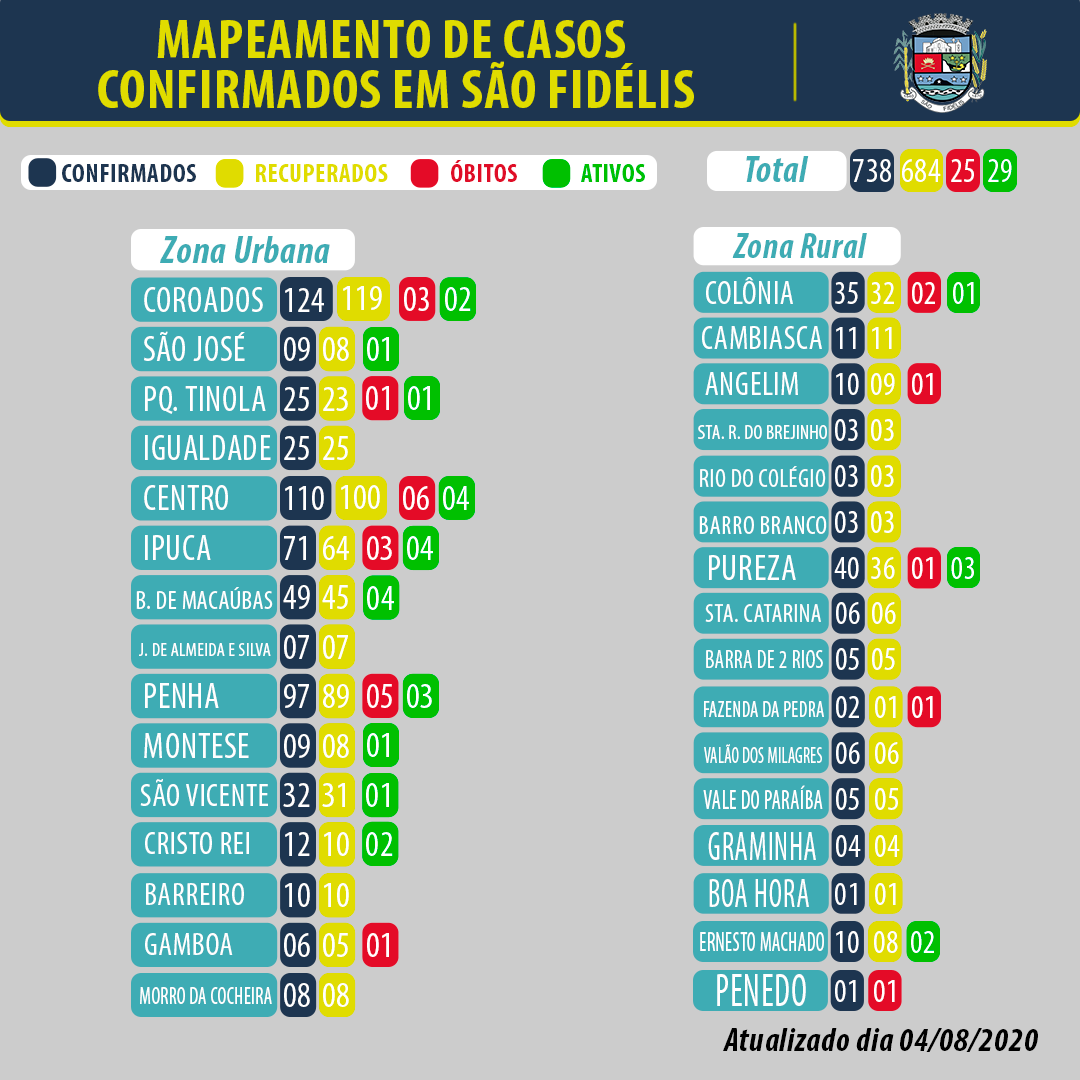 MAPEAMENTO DE CASOS
CONFIRMADOS EM SÃO FIDÉLIS
SÃO FIDÉLIS
CONFIRMADOS RECUPERADOS ÓBITOS ATIVOS
Total 738 684 25 29
Zona Urbana
COROADOS 124 119 03 02
SÃO JOSÉ 09 08 01
PQ. TINOLA 25 23 01 01
IGUALDADE 25 25
CENTRO 110 100 06 04
IPUCA 71 64 03 04
B. DE MACAÚBAS 49 45 04
J. DE ALMEIDA E SILVA 07 07
PENHA 97 89 05 03
MONTESE 09 08 01
SÃO VICENTE 32 31 01
CRISTO REI 12 10 02
BARREIRO 10 10
GAMBOA 06 05 01
MORRO DA COCHEIRA 08 08
Zona Rural
COLÔNIA 35 32 02 01
CAMBIASCA 11 11
ANGELIM 10 09 01
STA. R. DO BREJINHO 03 03
RIO DO COLÉGIO 03 03
BARRO BRANCO 03 03
PUREZA 40 36 01 03
STA. CATARINA 06 06
BARRA DE 2 RIOS 05 05
FAZENDA DA PEDRA 02 01 01
VALÃO DOS MILAGRES 06 06
VALE DO PARAÍBA 05 05
GRAMINHA 04 04
BOA HORA 01 01
ERNESTO MACHADO 10 08 02
PENEDO 01 01
Atualizado dia 04/08/2020